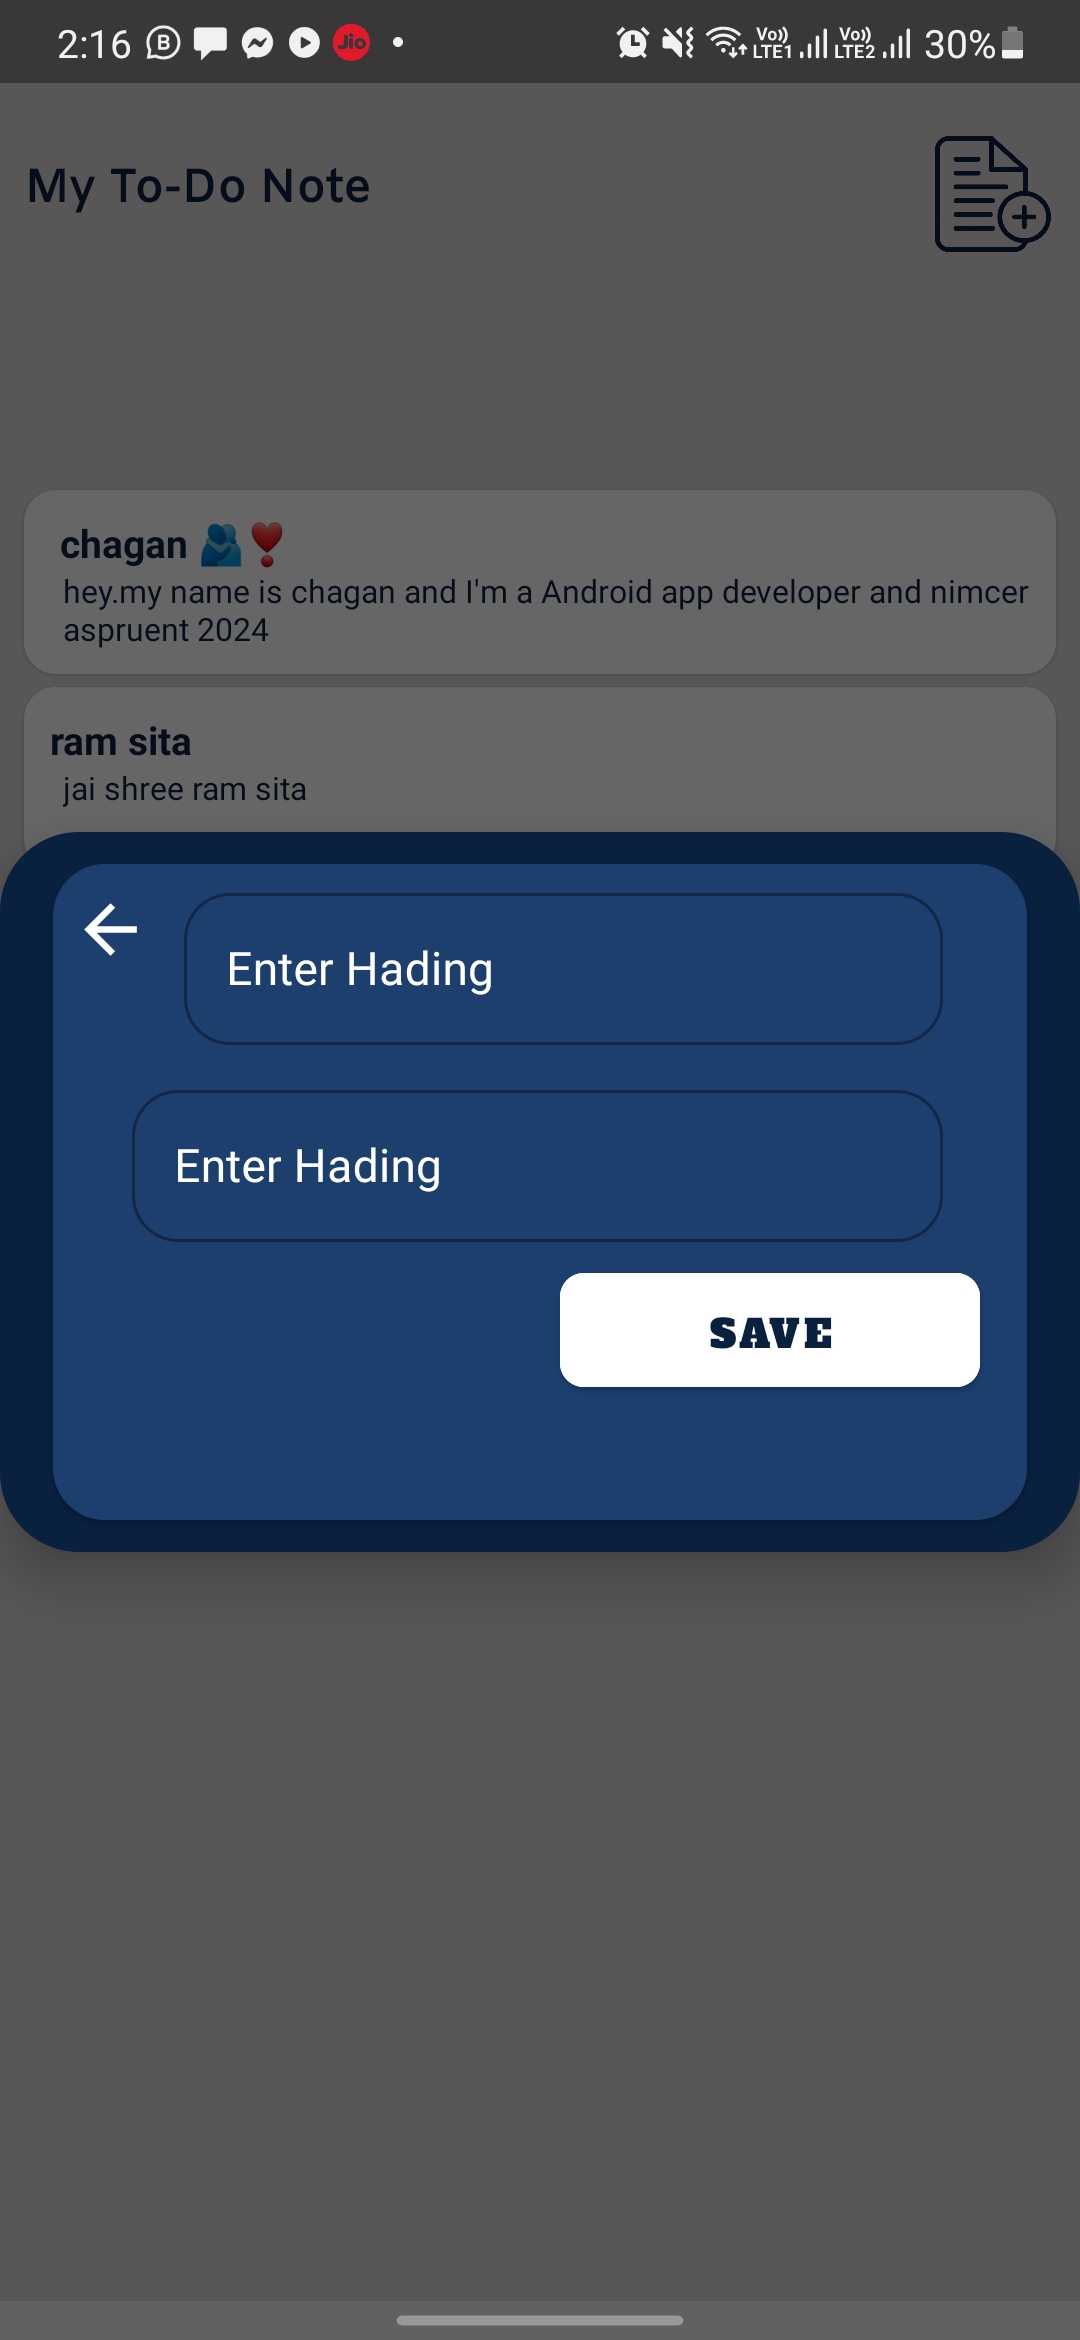 2:16 B Jio Vo)) LTE1 Vo)) LTE2 30%
My To-Do Note
chagan 🫂❣️
hey.my name is chagan and I'm a Android app developer and nimcer
aspruent 2024
ram sita
jai shree ram sita
Enter Hading
Enter Hading
SAVE